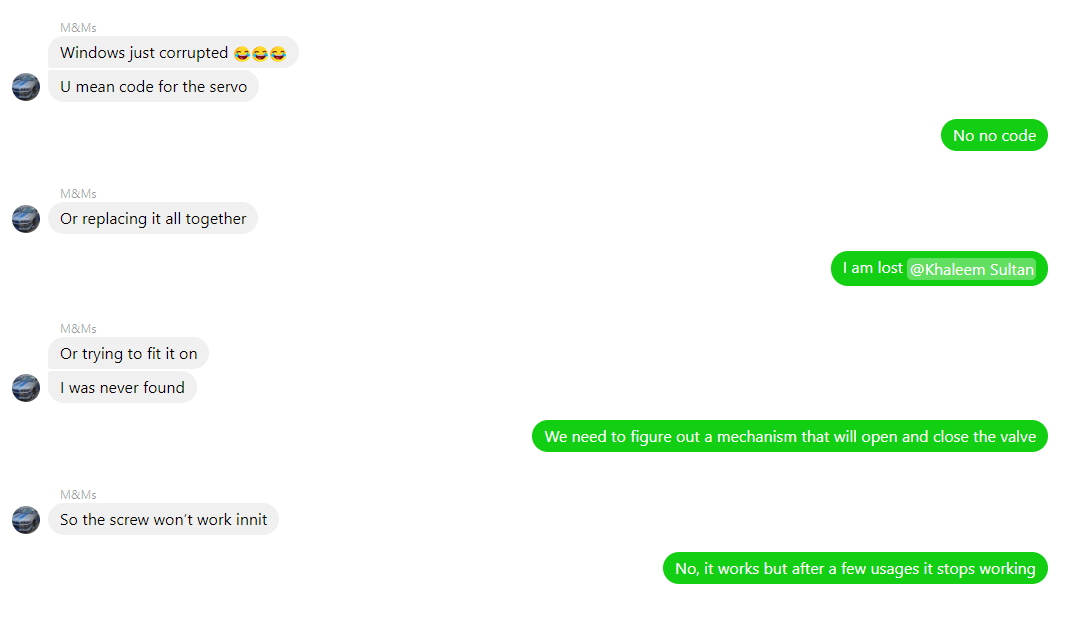 M&Ms
Windows just corrupted 😂😂😂
U mean code for the servo
No no code
M&Ms
Or replacing it all together
I am lost @Khaleem Sultan
M&Ms
Or trying to fit it on
I was never found
We need to figure out a mechanism that will open and close the valve
M&Ms
So the screw won't work innit
No, it works but after a few usages it stops working